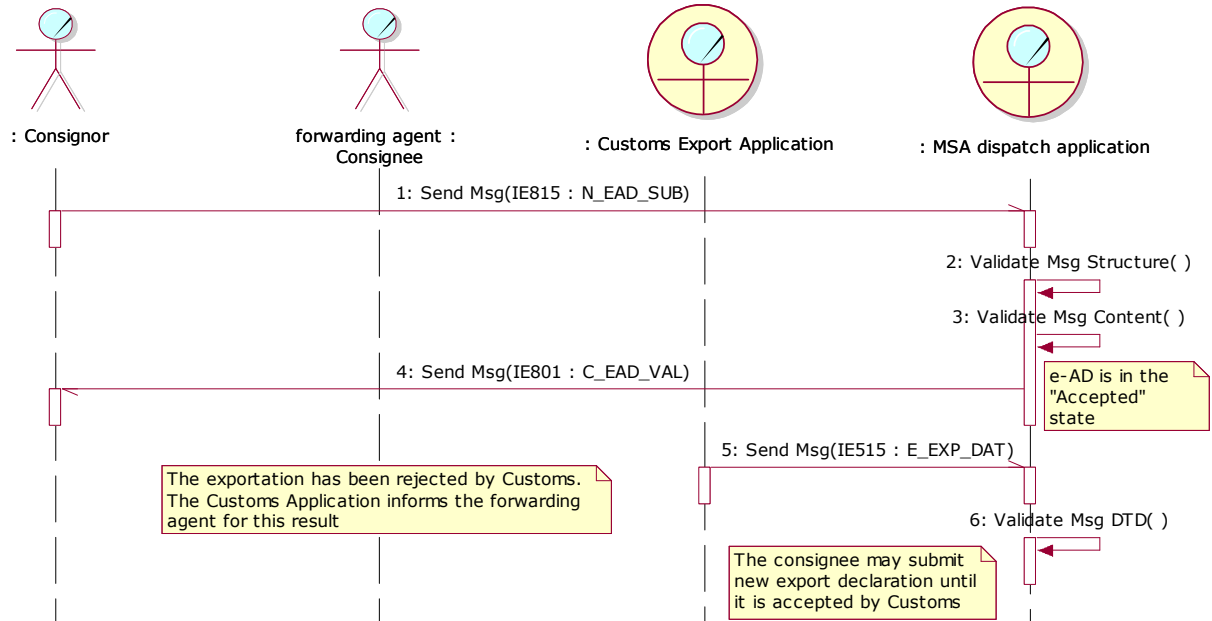 : Consignor
forwarding agent :
Consignee
: Customs Export Application
: MSA dispatch application
1: Send Msg(IE815 : N_EAD_SUB)
2: Validate Msg Structure( )
3: Validate Msg Content( )
4: Send Msg(IE801 : C_EAD_VAL)
e-AD is in the
"Accepted"
state
5: Send Msg(IE515 : E_EXP_DAT)
The exportation has been rejected by Customs.
The Customs Application informs the forwarding
agent for this result
6: Validate Msg DTD( )
The consignee may submit
new export declaration until
it is accepted by Customs